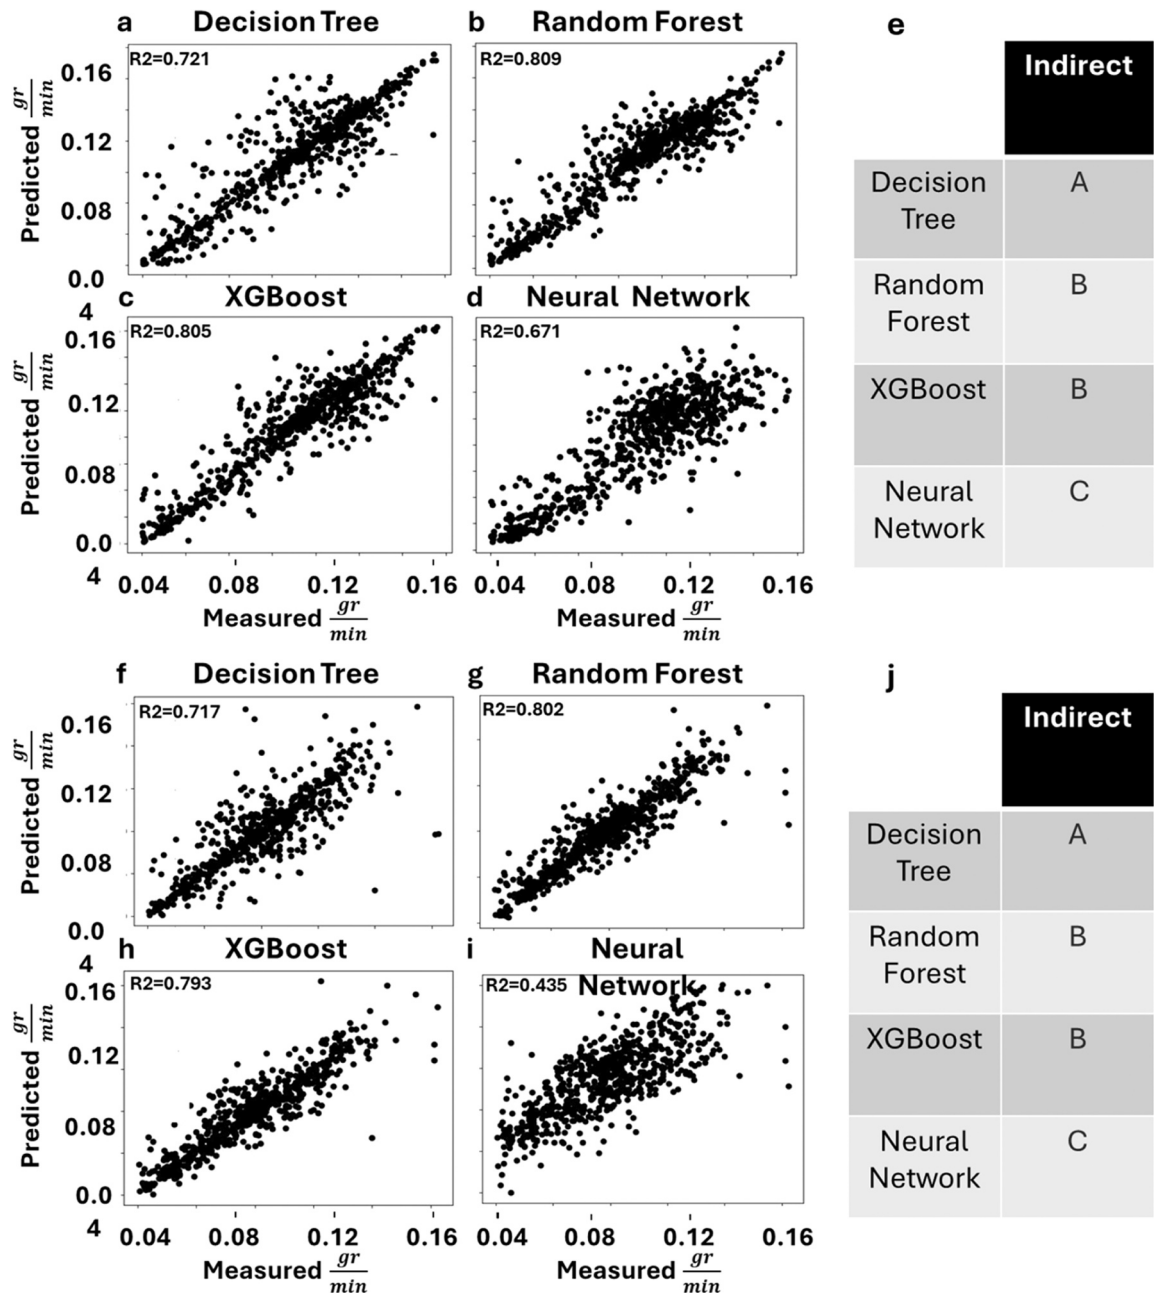 a Decision Tree
b Random Forest
e
R2=0.721
R2=0.809
Predicted gr/min
0.16
0.12
0.08
0.0
4
c XGBoost
d Neural Network
R2=0.805
R2=0.671
Predicted gr/min
0.16
0.12
0.08
0.0
4
0.04 0.08 0.12 0.16
0.04 0.08 0.12 0.16
Measured gr/min
Measured gr/min
Indirect
Decision
Tree
A
Random
Forest
B
XGBoost
B
Neural
Network
C
f Decision Tree
g Random Forest
j
R2=0.717
R2=0.802
Predicted gr/min
0.16
0.12
0.08
0.0
4
h XGBoost
i Neural
Network
R2=0.793
R2=0.435
Predicted gr/min
0.16
0.12
0.08
0.0
4
0.04 0.08 0.12 0.16
0.04 0.08 0.12 0.16
Measured gr/min
Measured gr/min
Indirect
Decision
Tree
A
Random
Forest
B
XGBoost
B
Neural
Network
C